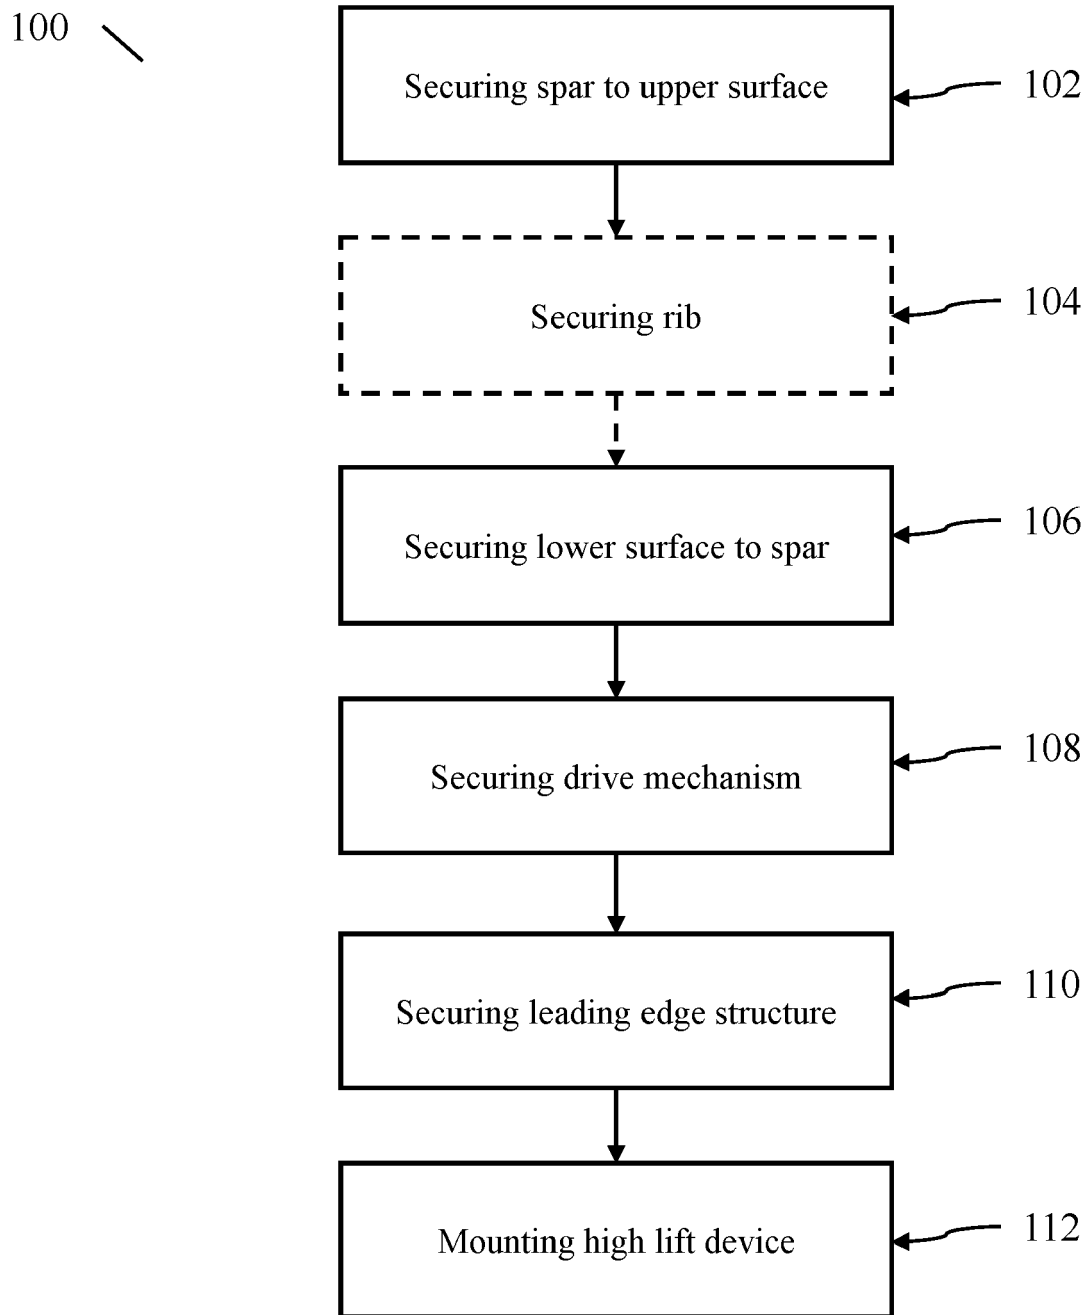 100
Securing spar to upper surface
102
Securing rib
104
Securing lower surface to spar
106
Securing drive mechanism
108
Securing leading edge structure
110
Mounting high lift device
112